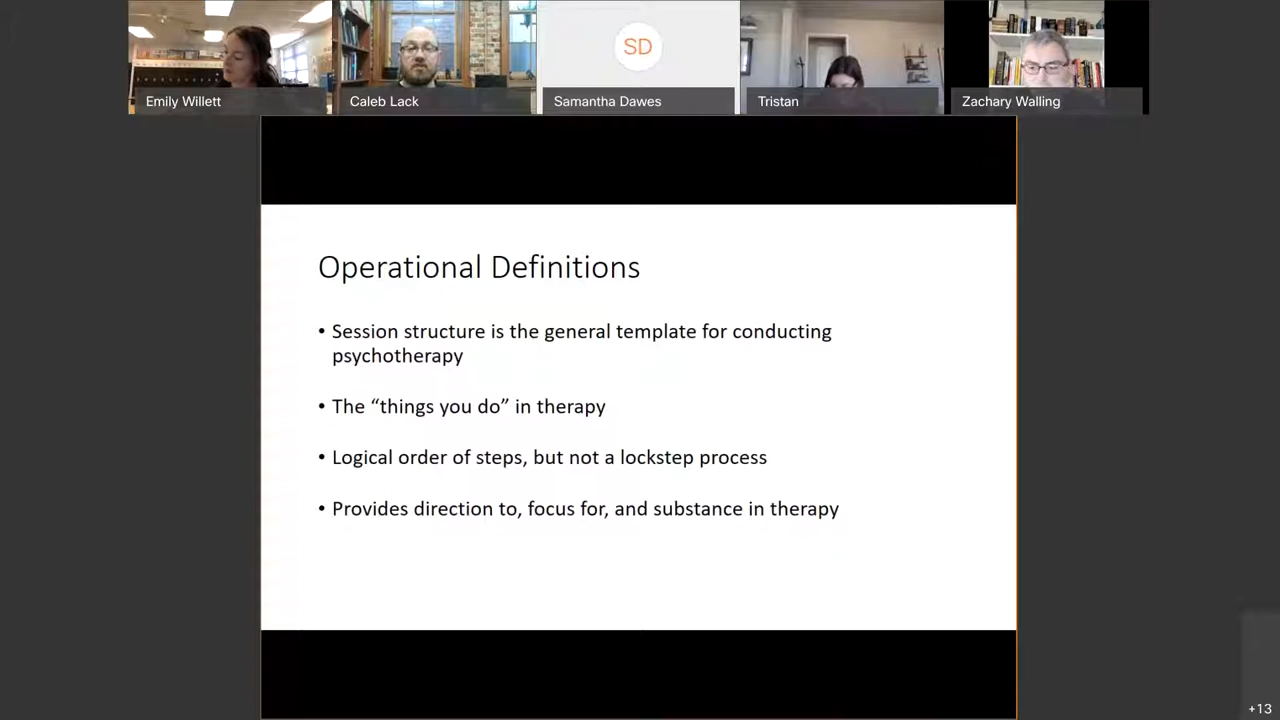 SD
Emily Willett
Caleb Lack
Samantha Dawes
Tristan
Zachary Walling
Operational Definitions
• Session structure is the general template for conducting
psychotherapy
• The “things you do” in therapy
• Logical order of steps, but not a lockstep process
• Provides direction to, focus for, and substance in therapy
+13